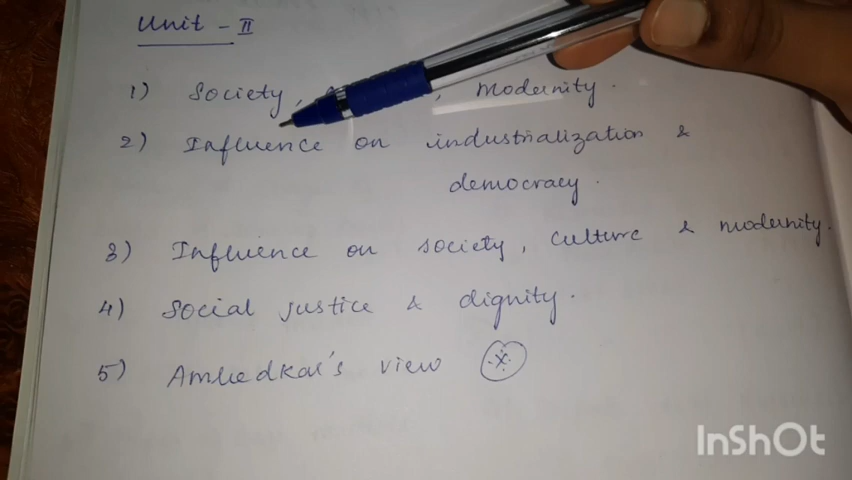 Unit - II
1) Society, , Modernity.
2) Influence on industrialization &
democracy.
3) Influence on society, culture & modernity.
4) Social justice & dignity.
5) Ambedkar's view
InShOt